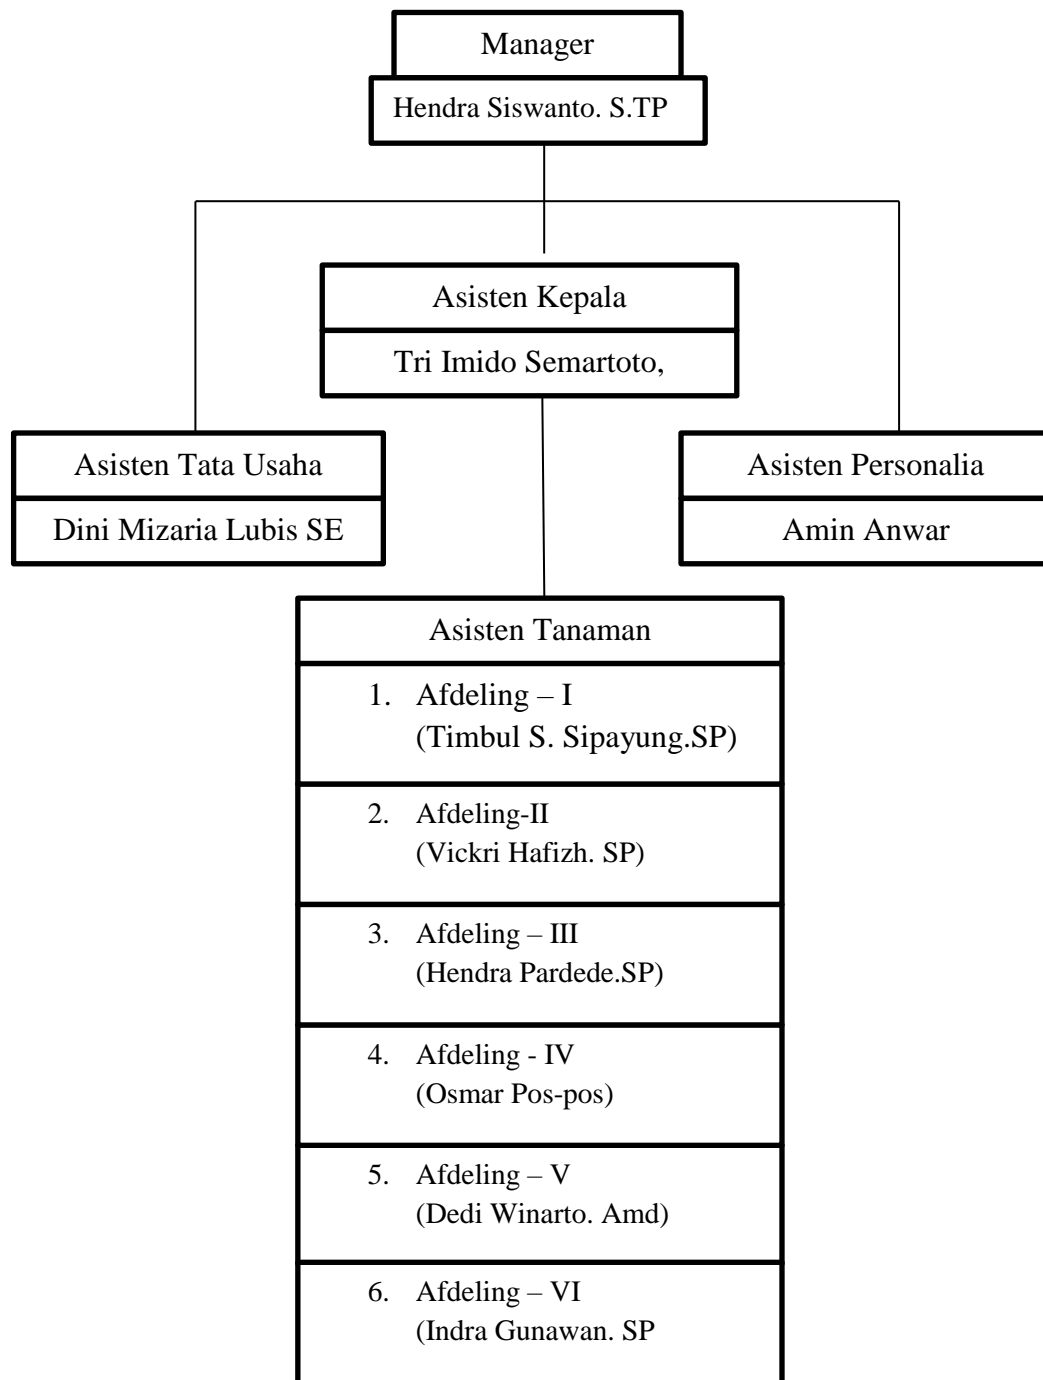 Manager
Hendra Siswanto. S.TP
Asisten Kepala
Tri Imido Semartoto,
Asisten Tata Usaha
Dini Mizaria Lubis SE
Asisten Personalia
Amin Anwar
Asisten Tanaman
1. Afdeling – I
(Timbul S. Sipayung.SP)
2. Afdeling-II
(Vickri Hafizh. SP)
3. Afdeling – III
(Hendra Pardede.SP)
4. Afdeling - IV
(Osmar Pos-pos)
5. Afdeling – V
(Dedi Winarto. Amd)
6. Afdeling – VI
(Indra Gunawan. SP